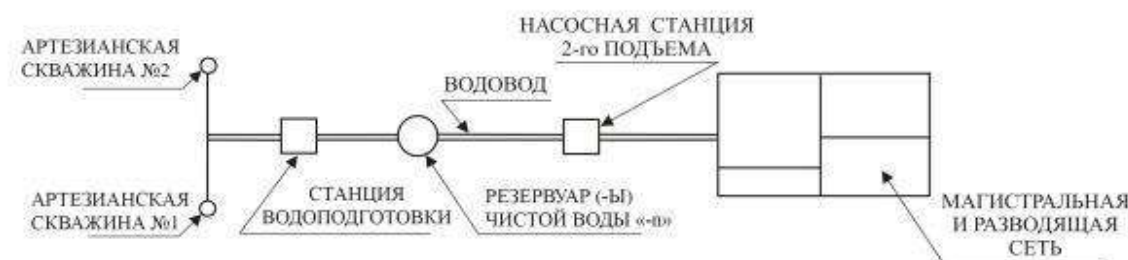 НАСОСНАЯ СТАНЦИЯ
2-го ПОДЪЕМА
АРТЕЗИАНСКАЯ
СКВАЖИНА №2
ВОДОВОД
АРТЕЗИАНСКАЯ
СКВАЖИНА №1
СТАНЦИЯ
ВОДОПОДГОТОВКИ
РЕЗЕРВУАР (-Ы)
ЧИСТОЙ ВОДЫ «-n»
МАГИСТРАЛЬНАЯ
И РАЗВОДЯЩАЯ
СЕТЬ